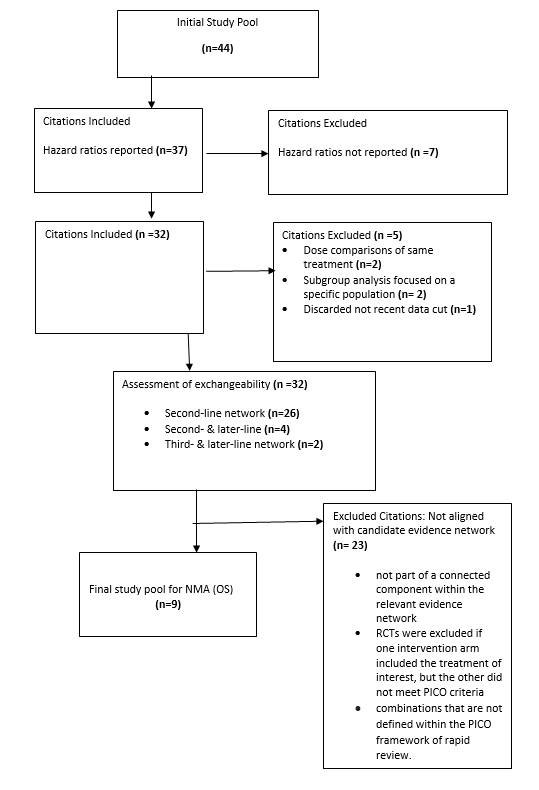 Initial Study Pool
(n=44)
Citations Included
Hazard ratios reported (n=37)
Citations Excluded
Hazard ratios not reported (n =7)
Citations Included (n =32)
Citations Excluded (n =5)
• Dose comparisons of same
treatment (n=2)
• Subgroup analysis focused on a
specific population (n= 2)
• Discarded not recent data cut (n=1)
Assessment of exchangeability (n =32)
• Second-line network (n=26)
• Second- & later-line (n=4)
• Third- & later-line network (n=2)
Excluded Citations: Not aligned
with candidate evidence network
(n= 23)
• not part of a connected
component within the
relevant evidence
network
• RCTs were excluded if
one intervention arm
included the treatment of
interest, but the other did
not meet PICO criteria
• combinations that are not
defined within the PICO
framework of rapid
review.
Final study pool for NMA (OS)
(n=9)